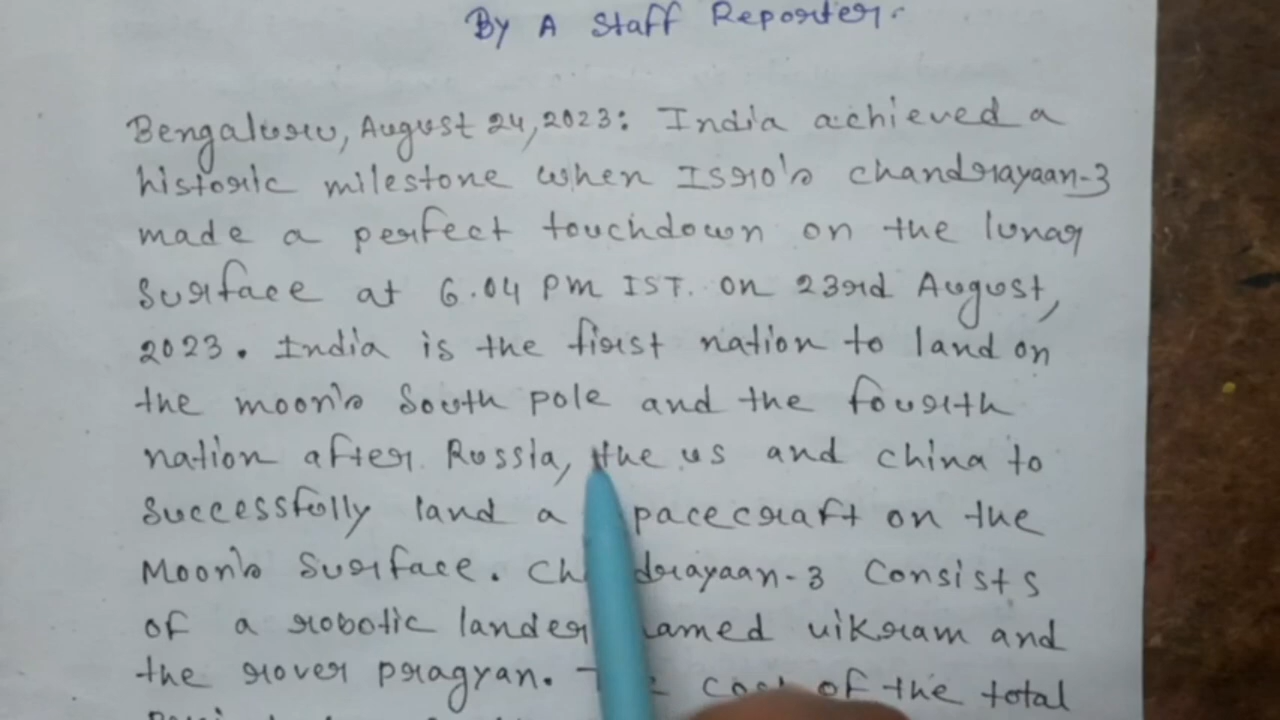 By A Staff Reporter.
Bengaluru, August 24, 2023: India achieved a
historic milestone when Isro's chandrayaan-3
made a perfect touchdown on the lunar
Surface at 6.04 PM IST. on 23rd August,
2023. India is the first nation to land on
the moon's South pole and the fourth
nation after Russia, the us and china to
Successfully land a pacecraft on the
Moon's Surface. Ch drayaan-3 Consists
of a robotic lander amed vikram and
the rover pragyan. cost of the total